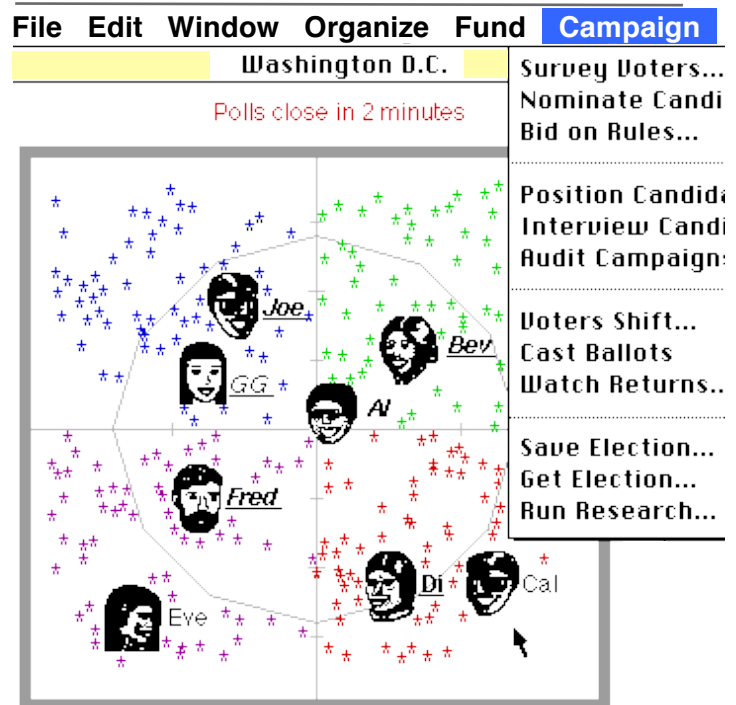 File Edit Window Organize Fund Campaign
Washington D.C.
Polls close in 2 minutes
Survey Voters...
Nominate Candi
Bid on Rules...
Position Candida
Interview Candi
Audit Campaigns
Voters Shift...
Cast Ballots
Watch Returns..
Save Election...
Get Election...
Run Research...
Joe
Bev
GG
Al
Fred
Di
Cal
Eve